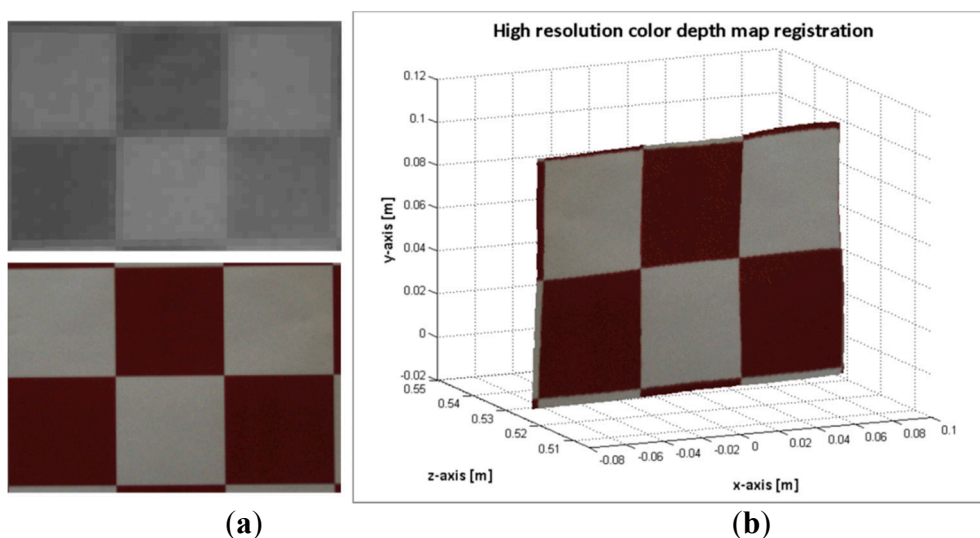 High resolution color depth map registration
0.12
0.1
0.08
0.06
0.04
0.02
0
-0.02
y-axis [m]
0.55
0.54
0.53
0.52
0.51
z-axis [m]
-0.08 -0.06 -0.04 -0.02 0 0.02 0.04 0.06 0.08 0.1
x-axis [m]
(a) (b)